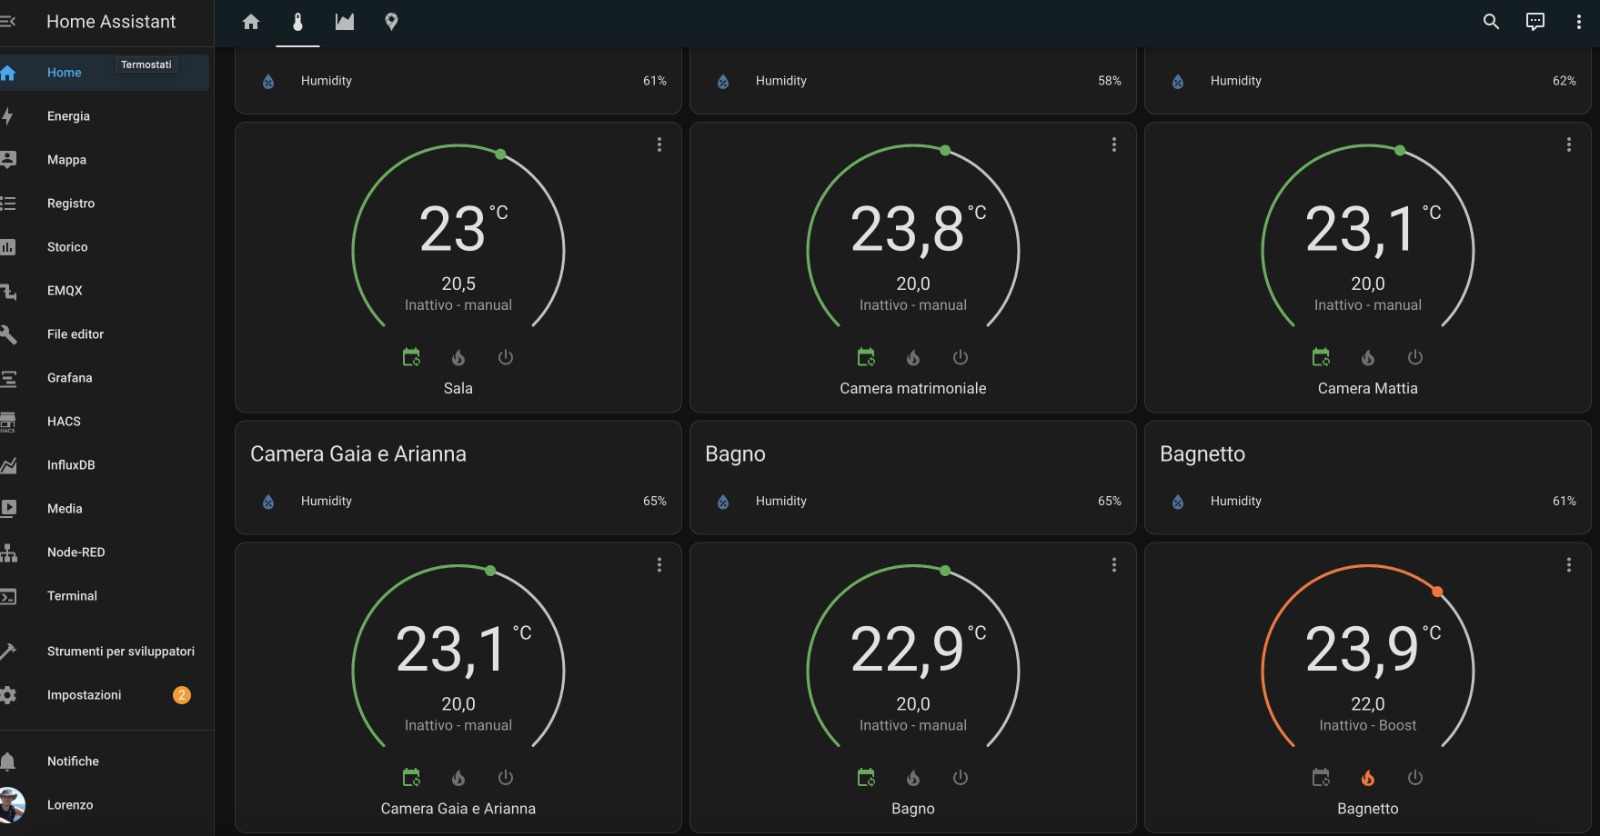 Home Assistant
Termostati
Home
Energia
Mappa
Registro
Storico
EMQX
File editor
Grafana
HACS
HACS
InfluxDB
Media
Node-RED
Terminal
Strumenti per sviluppatori
Impostazioni 2
Notifiche
Lorenzo
Humidity 61%
Humidity 58%
Humidity 62%
23 °C
20,5
Inattivo - manual
Sala
23,8 °C
20,0
Inattivo - manual
Camera matrimoniale
23,1 °C
20,0
Inattivo - manual
Camera Mattia
Camera Gaia e Arianna
Humidity 65%
Bagno
Humidity 65%
Bagnetto
Humidity 61%
23,1 °C
20,0
Inattivo - manual
Camera Gaia e Arianna
22,9 °C
20,0
Inattivo - manual
Bagno
23,9 °C
22,0
Inattivo - Boost
Bagnetto